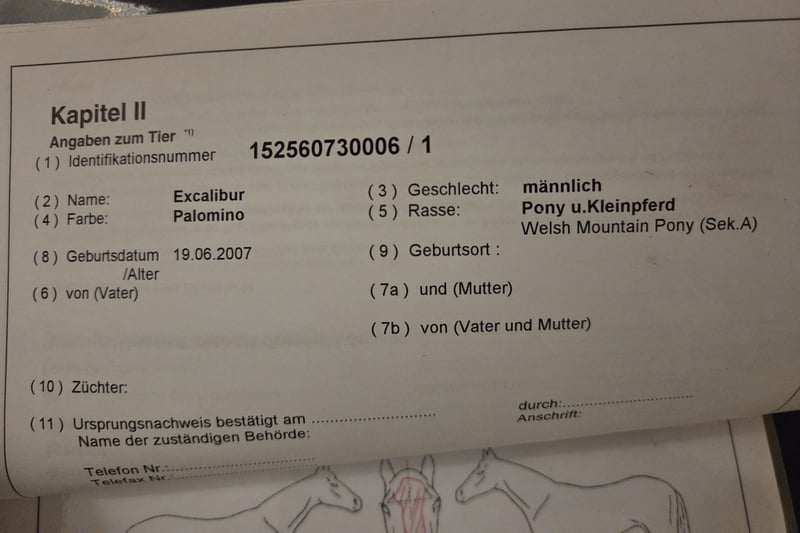 Kapitel II
Angaben zum Tier *1)
(1) Identifikationsnummer 152560730006 / 1
(2) Name: Excalibur (3) Geschlecht: männlich
(4) Farbe: Palomino (5) Rasse: Pony u.Kleinpferd
Welsh Mountain Pony (Sek.A)
(8) Geburtsdatum 19.06.2007 (9) Geburtsort :
/Alter
(6) von (Vater) (7a) und (Mutter)
(7b) von (Vater und Mutter)
(10) Züchter:
(11) Ursprungsnachweis bestätigt am .............................. durch:..............................
Name der zuständigen Behörde: Anschrift:
Telefon Nr.:..............................
Telefax Nr.:..............................